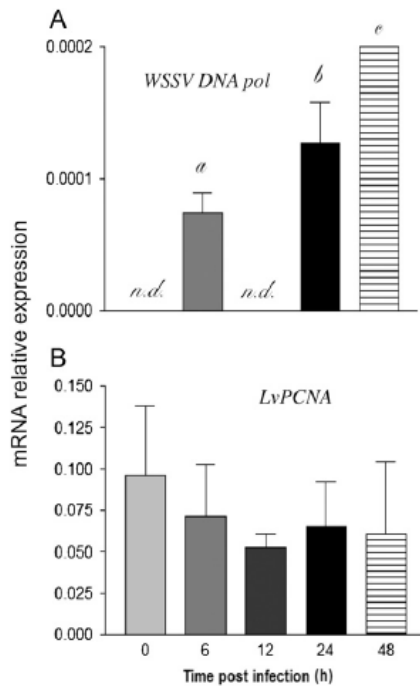 A
0.0002
c
WSSV DNA pol
b
a
0.0001
n.d.
n.d.
0.0000
mRNA relative expression
B
0.150
LvPCNA
0.125
0.100
0.075
0.050
0.025
0.000
0 6 12 24 48
Time post infection (h)